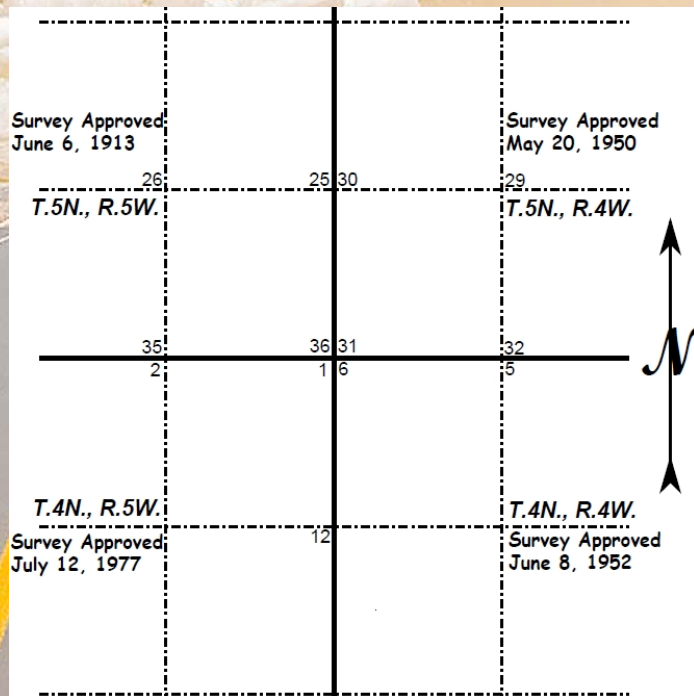 Survey Approved
June 6, 1913
Survey Approved
May 20, 1950
26
25
30
29
T.5N., R.5W.
T.5N., R.4W.
35
36
31
32
2
1
6
5
N
T.4N., R.5W.
T.4N., R.4W.
Survey Approved
July 12, 1977
12
Survey Approved
June 8, 1952